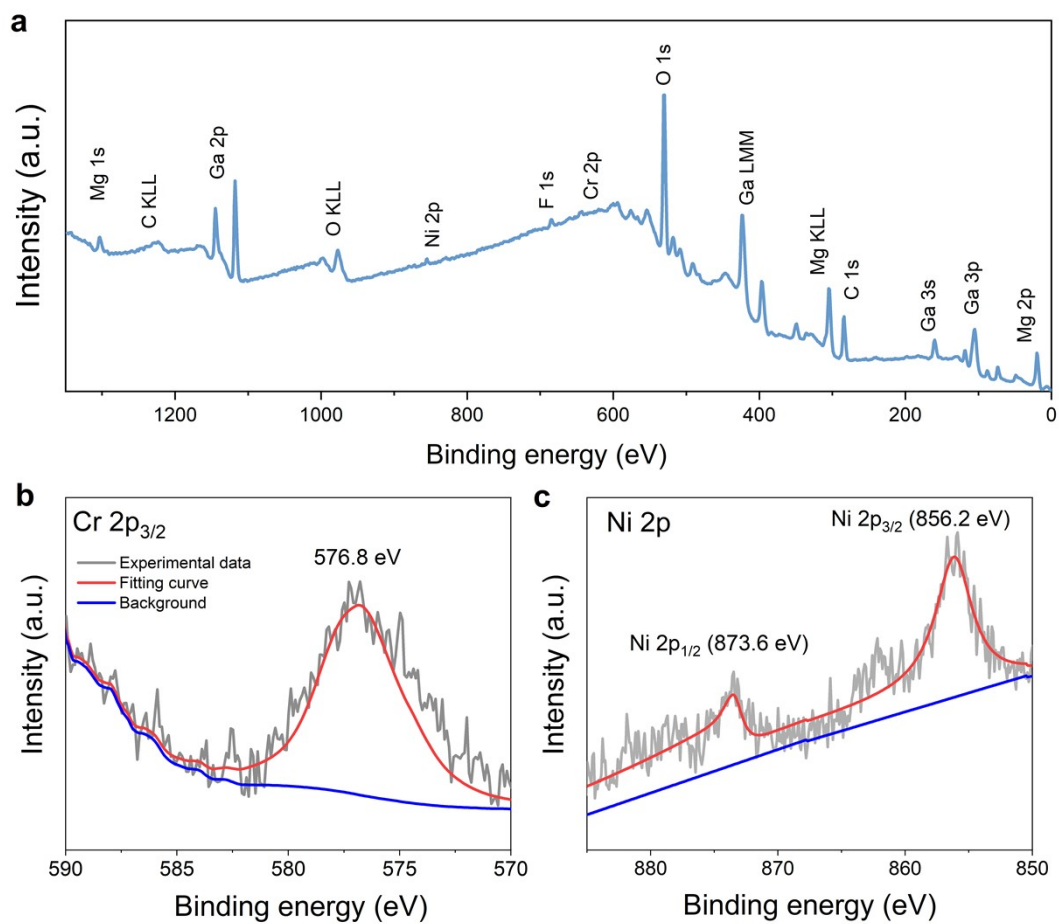 a
Intensity (a.u.)
Mg 1s
C KLL
Ga 2p
O KLL
Ni 2p
F 1s
Cr 2p
O 1s
Ga LMM
Mg KLL
C 1s
Ga 3s
Ga 3p
Mg 2p
1200 1000 800 600 400 200 0
Binding energy (eV)
b
Cr 2p3/2
Experimental data
Fitting curve
Background
576.8 eV
Intensity (a.u.)
590 585 580 575 570
Binding energy (eV)
c
Ni 2p
Ni 2p3/2 (856.2 eV)
Ni 2p1/2 (873.6 eV)
Intensity (a.u.)
880 870 860 850
Binding energy (eV)